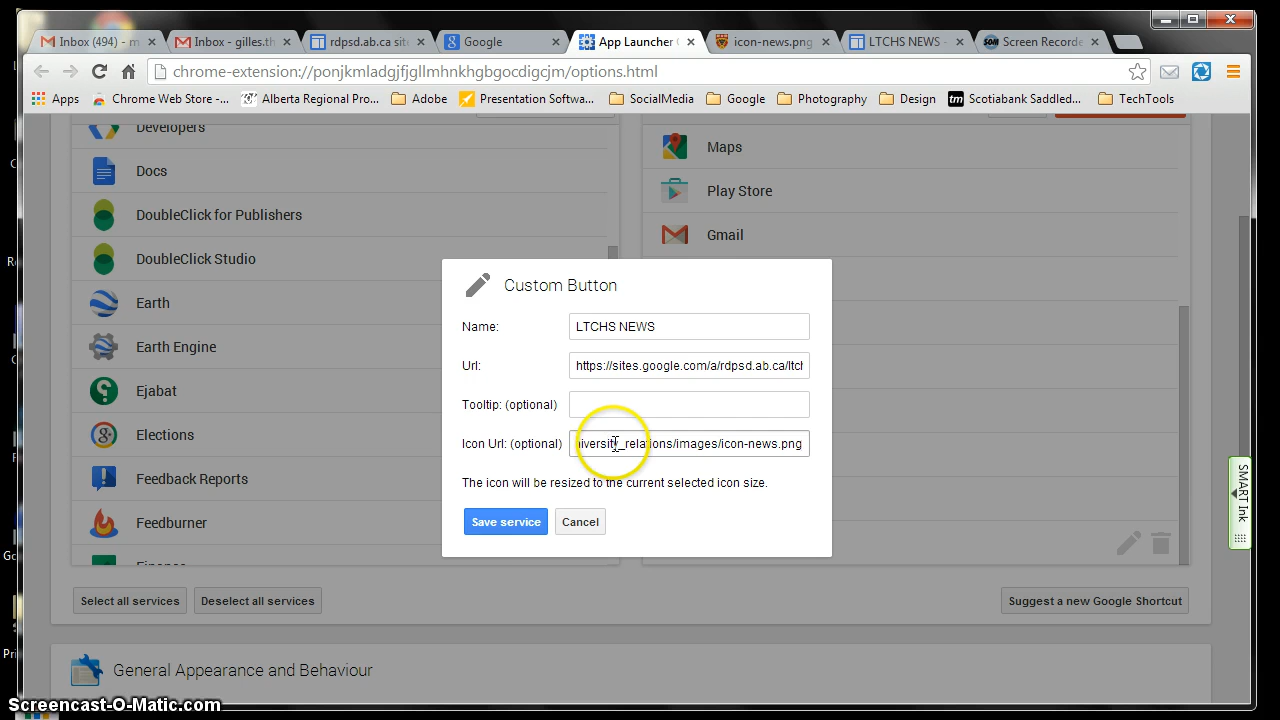 Inbox (494) - m
Inbox - gilles.th
rdpsd.ab.ca site
Google
App Launcher C
icon-news.png
LTCHS NEWS -
Screen Recorde
chrome-extension://ponjkmladgjfjgllmhnkhgbgocdigcjm/options.html
Apps
Chrome Web Store -...
Alberta Regional Pro...
Adobe
Presentation Softwa...
SocialMedia
Google
Photography
Design
Scotiabank Saddled...
TechTools
Developers
Docs
DoubleClick for Publishers
DoubleClick Studio
Earth
Earth Engine
Ejabat
Elections
Feedback Reports
Feedburner
Maps
Play Store
Gmail
Custom Button
Name: LTCHS NEWS
Url: https://sites.google.com/a/rdpsd.ab.ca/ltch
Tooltip: (optional)
Icon Url: (optional) niversity_relations/images/icon-news.png
The icon will be resized to the current selected icon size.
Save service
Cancel
Select all services
Deselect all services
Suggest a new Google Shortcut
General Appearance and Behaviour
SMART Ink
Screencast-O-Matic.com